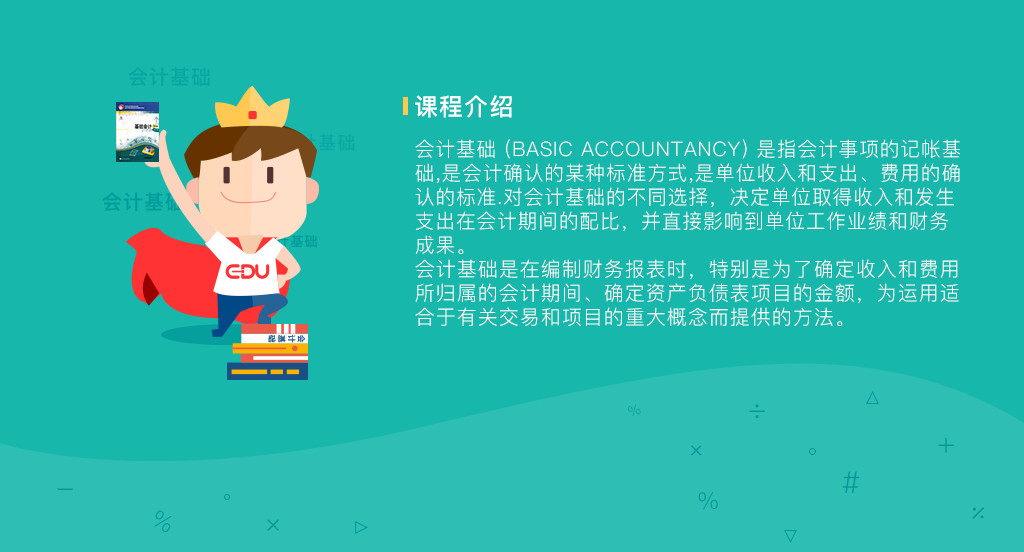 会计基础
基础会计
会计基础
会计基础
计基础
EDU
会计基础
课程介绍
会计基础 (BASIC ACCOUNTANCY) 是指会计事项的记帐基
础,是会计确认的某种标准方式,是单位收入和支出、费用的确
认的标准.对会计基础的不同选择，决定单位取得收入和发生
支出在会计期间的配比，并直接影响到单位工作业绩和财务
成果。
会计基础是在编制财务报表时，特别是为了确定收入和费用
所归属的会计期间、确定资产负债表项目的金额，为运用适
合于有关交易和项目的重大概念而提供的方法。